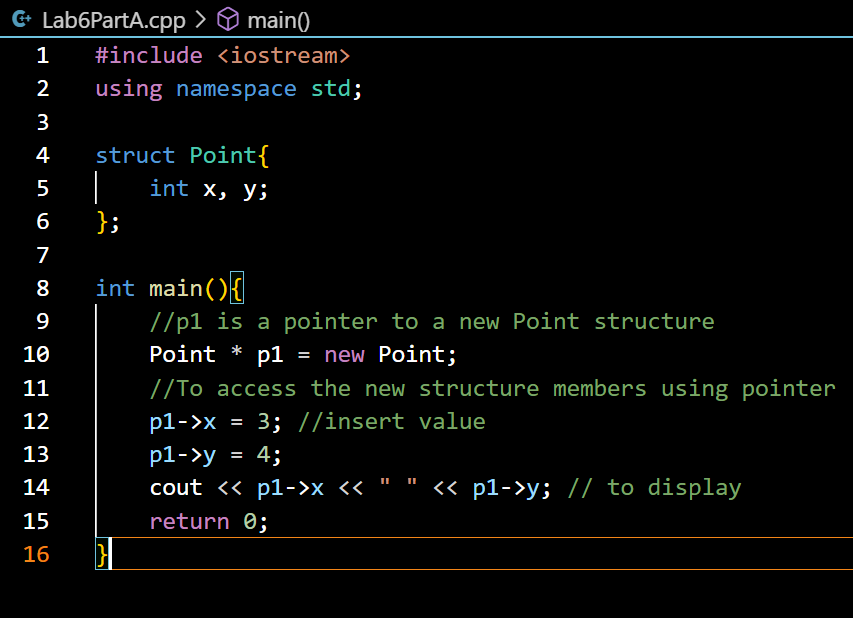 Lab6PartA.cpp > main()
1 #include <iostream>
2 using namespace std;
3
4 struct Point{
5     int x, y;
6 };
7
8 int main(){
9     //p1 is a pointer to a new Point structure
10     Point * p1 = new Point;
11     //To access the new structure members using pointer
12     p1->x = 3; //insert value
13     p1->y = 4;
14     cout << p1->x << " " << p1->y; // to display
15     return 0;
16 }